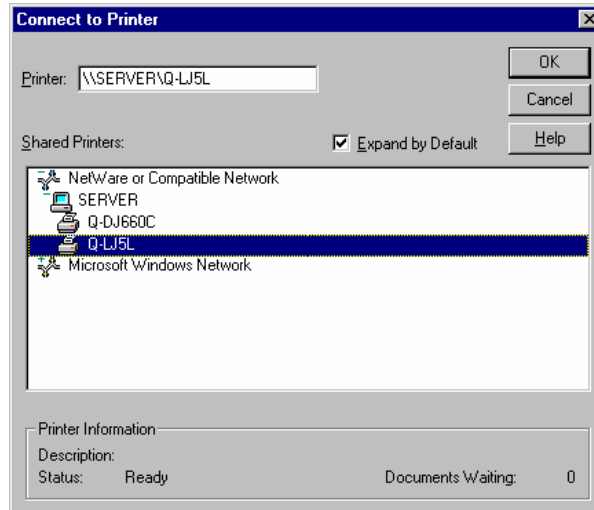 Connect to Printer
Printer: \\SERVER\Q-LJ5L
OK
Cancel
Shared Printers:
Expand by Default
Help
NetWare or Compatible Network
SERVER
Q-DJ660C
Q-LJ5L
Microsoft Windows Network
Printer Information
Description:
Status: Ready Documents Waiting: 0